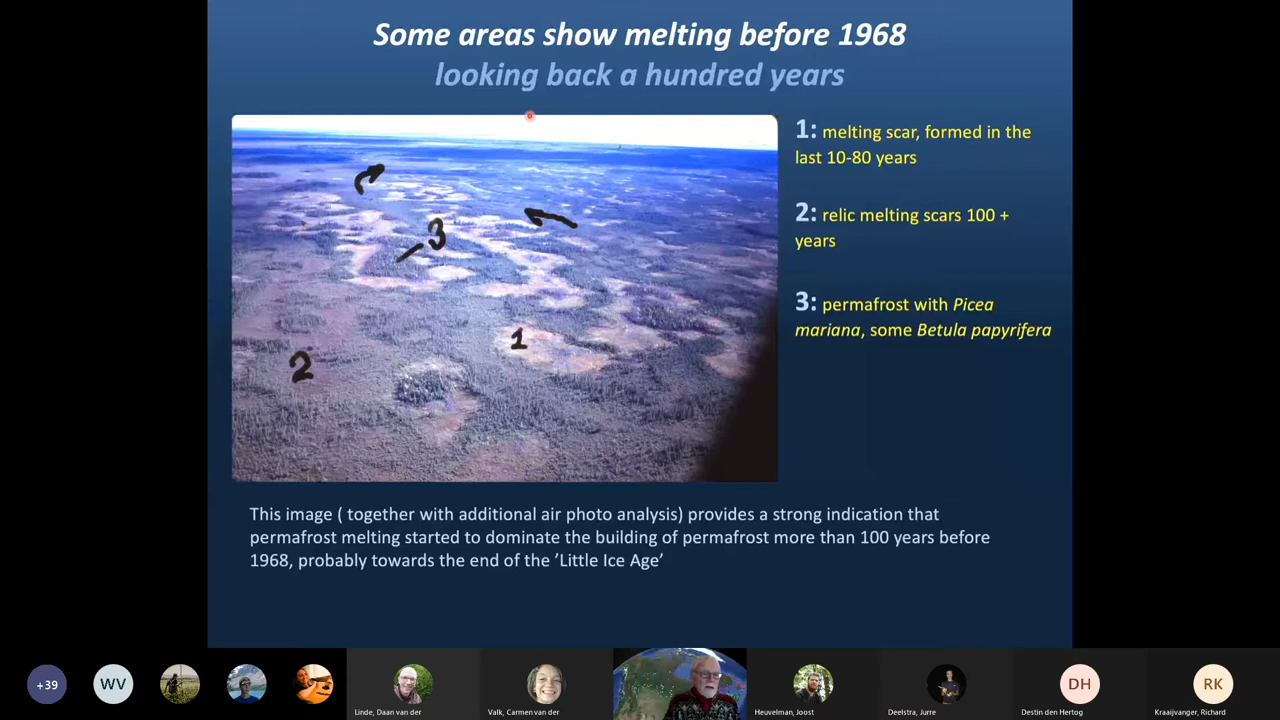 Some areas show melting before 1968
looking back a hundred years
1: melting scar, formed in the
last 10-80 years
2: relic melting scars 100 +
years
3: permafrost with Picea
mariana, some Betula papyrifera
3
1
2
This image ( together with additional air photo analysis) provides a strong indication that
permafrost melting started to dominate the building of permafrost more than 100 years before
1968, probably towards the end of the ’Little Ice Age’
+39
WV
DH
RK
Linde, Daan van der
Valk, Carmen van der
Heuvelman, Joost
Deelstra, Jurre
Destin den Hertog
Kraaijvanger, Richard